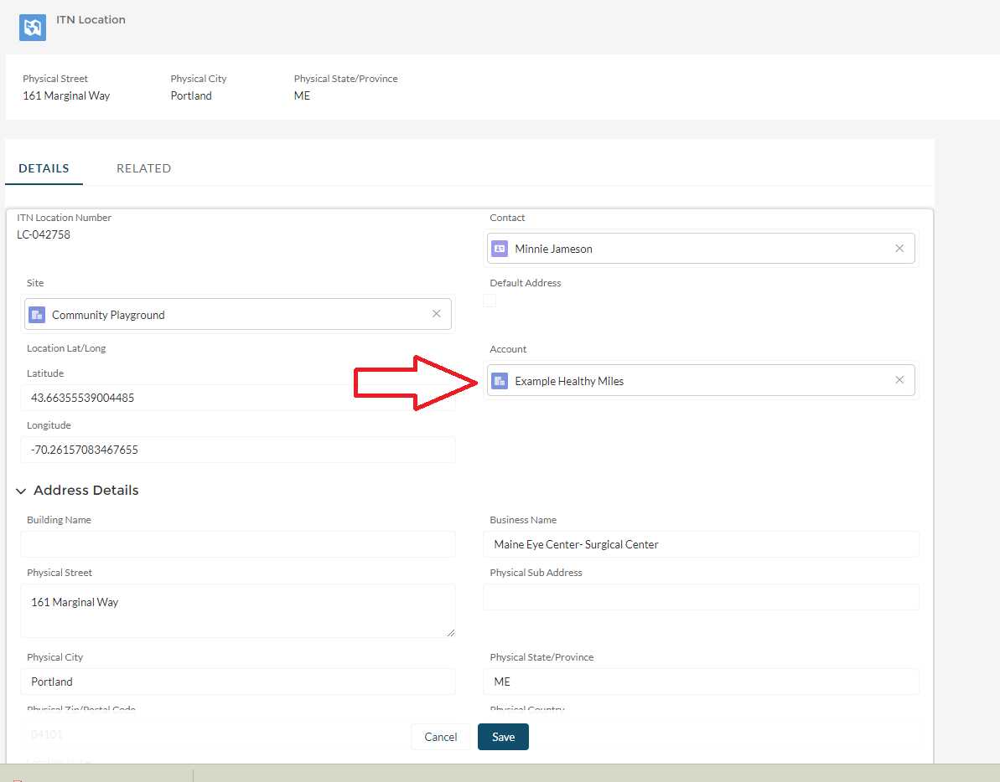 ITN Location
Physical Street
Physical City
Physical State/Province
161 Marginal Way
Portland
ME
DETAILS
RELATED
ITN Location Number
LC-042758
Contact
Minnie Jameson
Site
Community Playground
Default Address
Location Lat/Long
Account
Example Healthy Miles
Latitude
43.66355539004485
Longitude
-70.26157083467655
Address Details
Building Name
Business Name
Maine Eye Center- Surgical Center
Physical Street
161 Marginal Way
Physical Sub Address
Physical City
Portland
Physical State/Province
ME
Physical Zip/Postal Code
Physical Country
04101
Cancel
Save
Location Notes